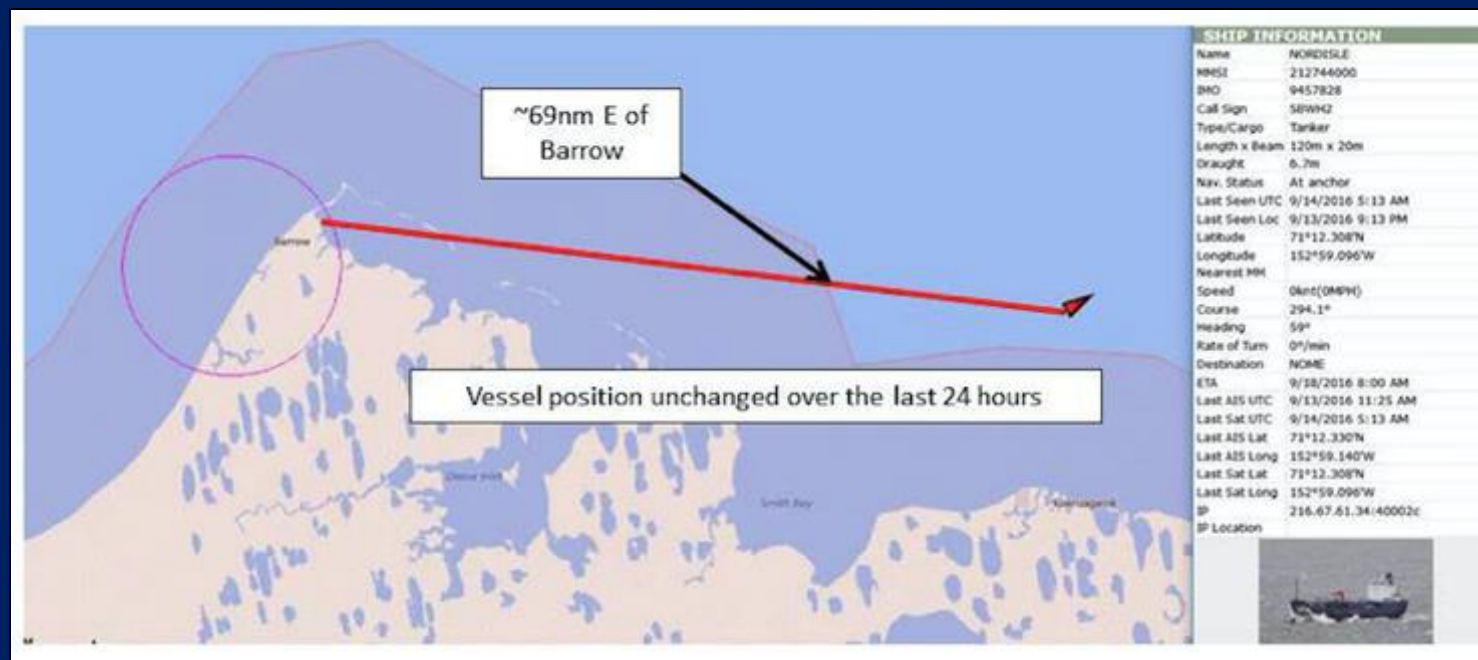 ~69nm E of
Barrow
Barrow
Vessel position unchanged over the last 24 hours
Smith Bay
SHIP INFORMATION
Name NORDISLE
MMSI 212744000
IMO 9457828
Call Sign 5BWH2
Type/Cargo Tanker
Length x Beam 120m x 20m
Draught 6.7m
Nav. Status At anchor
Last Seen UTC 9/14/2016 5:13 AM
Last Seen Loc 9/13/2016 9:13 PM
Latitude 71°12.308'N
Longitude 152°59.096'W
Nearest MM
Speed 0knt(0MPH)
Course 294.1°
Heading 59°
Rate of Turn 0°/min
Destination NOME
ETA 9/18/2016 8:00 AM
Last AIS UTC 9/13/2016 11:25 AM
Last Sat UTC 9/14/2016 5:13 AM
Last AIS Lat 71°12.330'N
Last AIS Long 152°59.140'W
Last Sat Lat 71°12.308'N
Last Sat Long 152°59.096'W
IP 216.67.61.34:40002c
IP Location